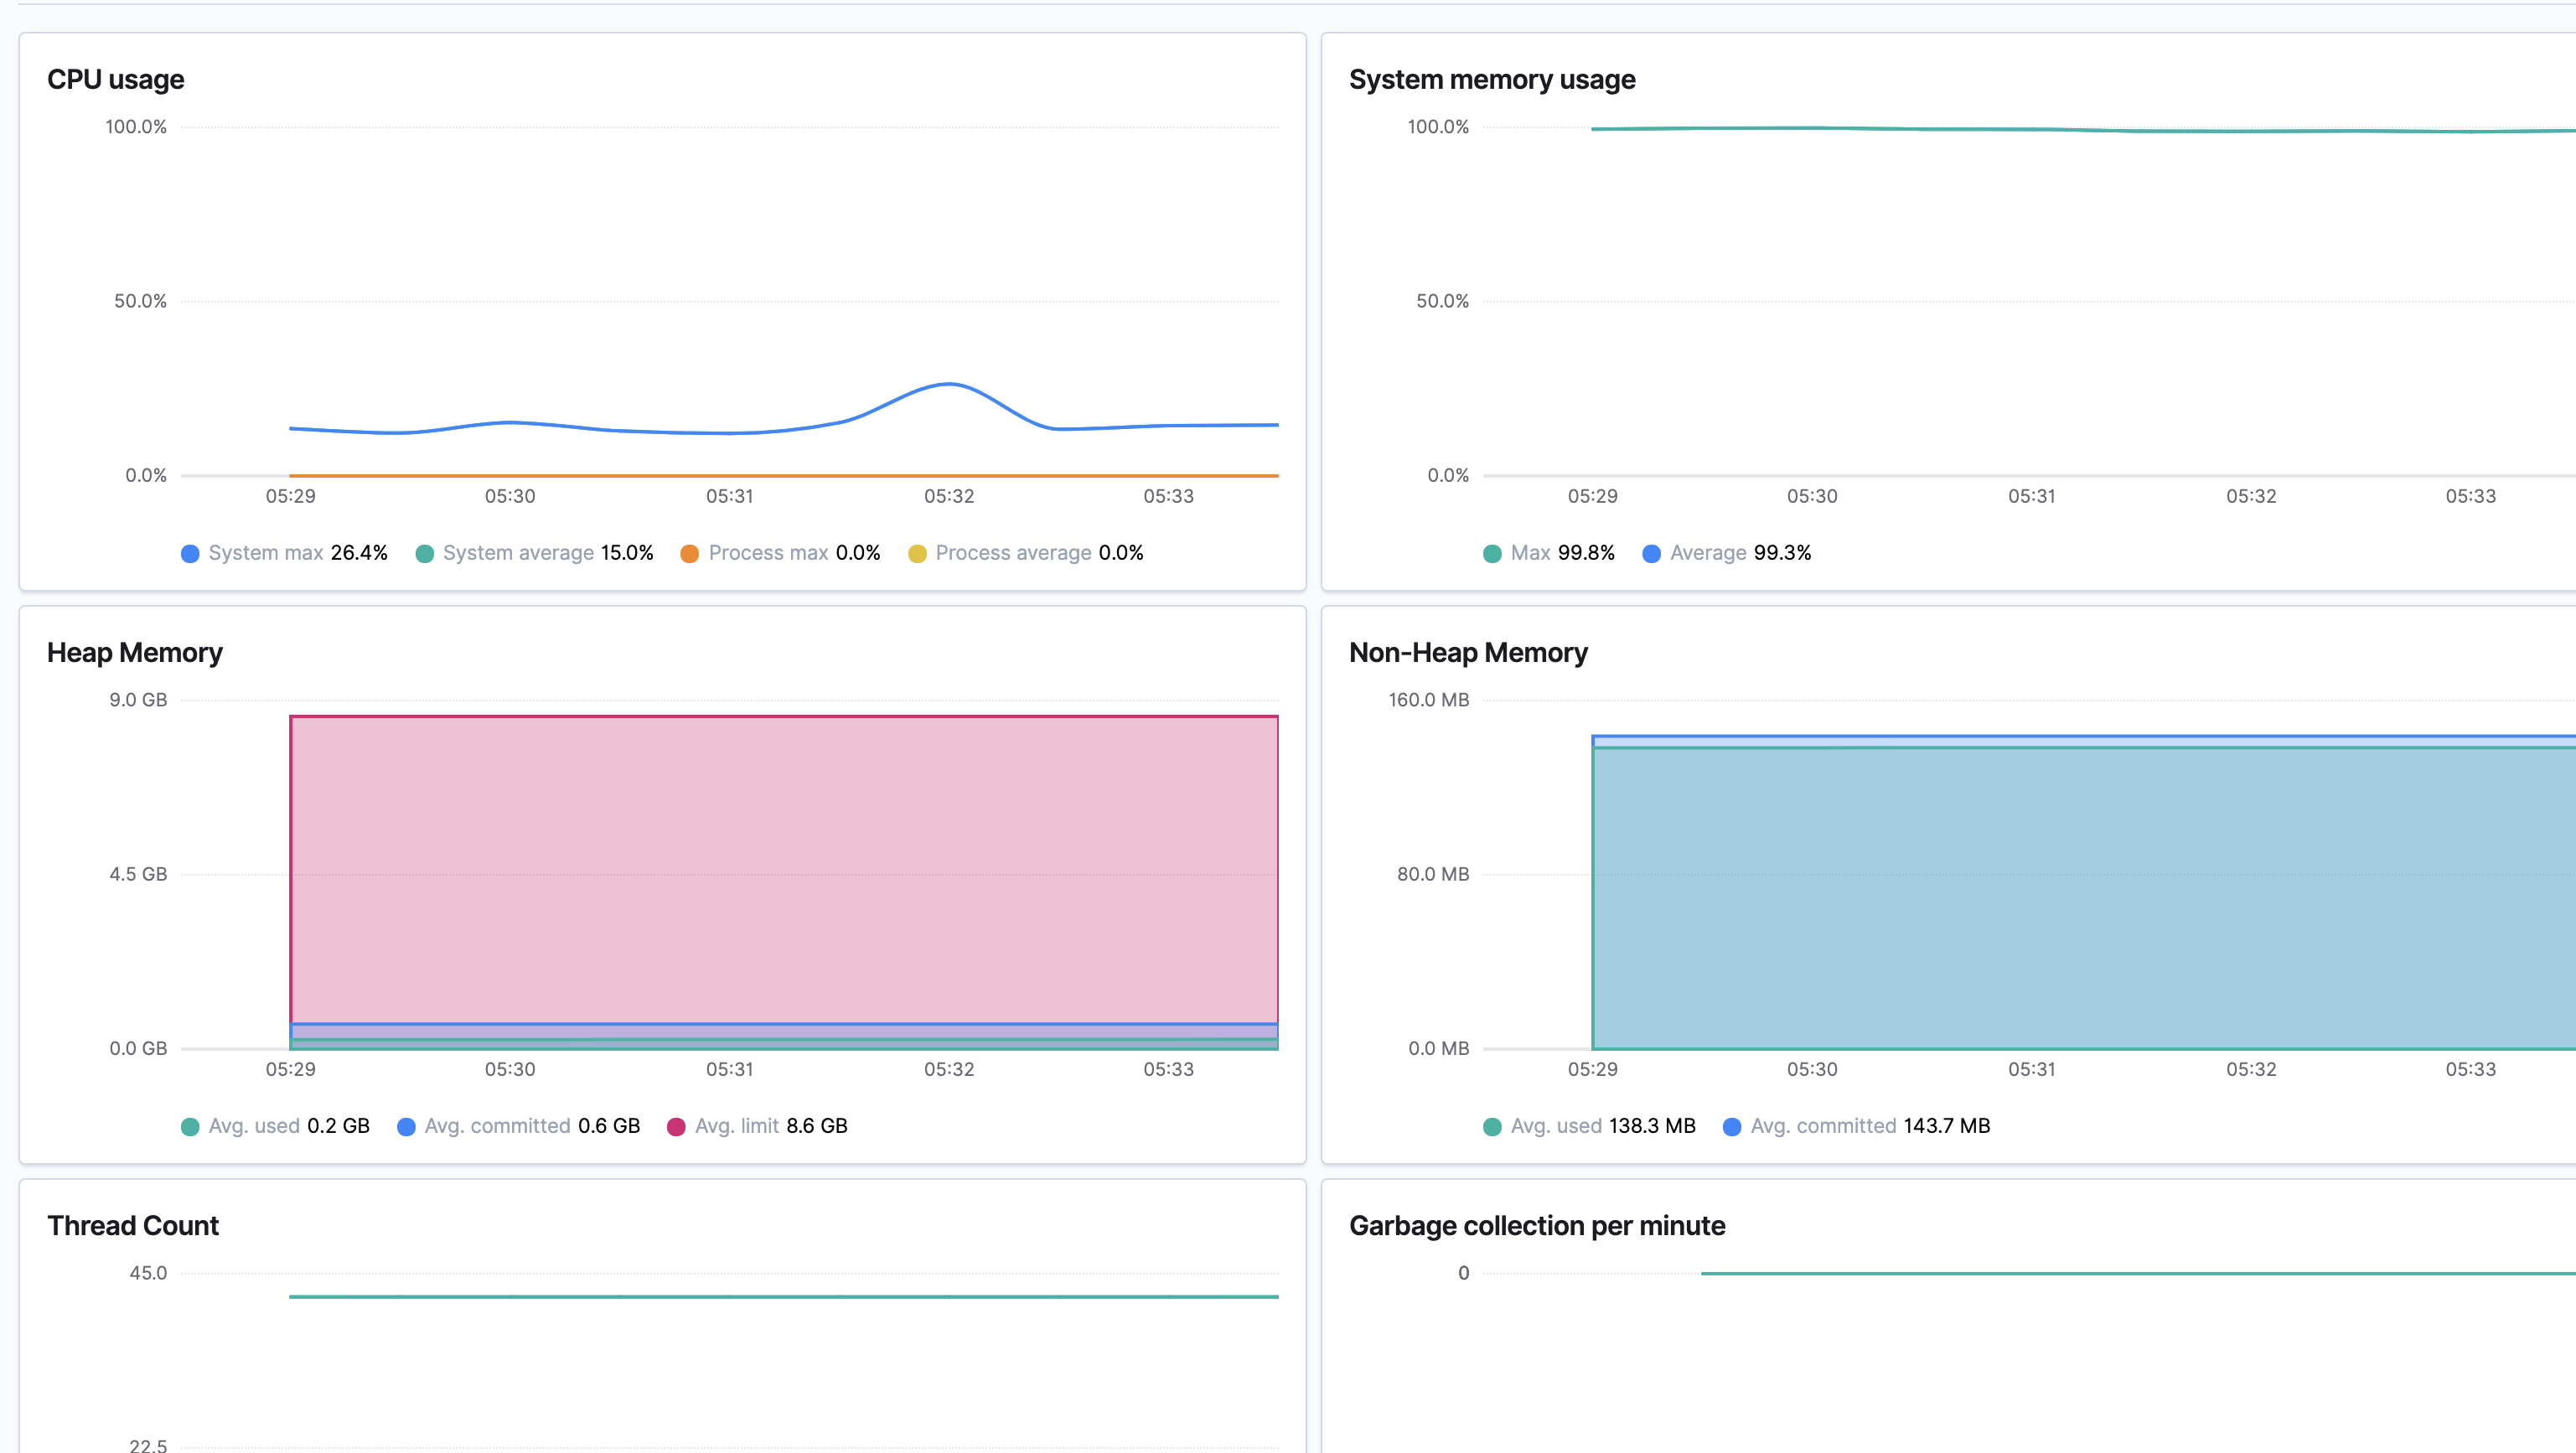 CPU usage
100.0%
50.0%
0.0%
05:29 05:30 05:31 05:32 05:33
System max 26.4% System average 15.0% Process max 0.0% Process average 0.0%
System memory usage
100.0%
50.0%
0.0%
05:29 05:30 05:31 05:32 05:33
Max 99.8% Average 99.3%
Heap Memory
9.0 GB
4.5 GB
0.0 GB
05:29 05:30 05:31 05:32 05:33
Avg. used 0.2 GB Avg. committed 0.6 GB Avg. limit 8.6 GB
Non-Heap Memory
160.0 MB
80.0 MB
0.0 MB
05:29 05:30 05:31 05:32 05:33
Avg. used 138.3 MB Avg. committed 143.7 MB
Thread Count
45.0
22.5
Garbage collection per minute
0